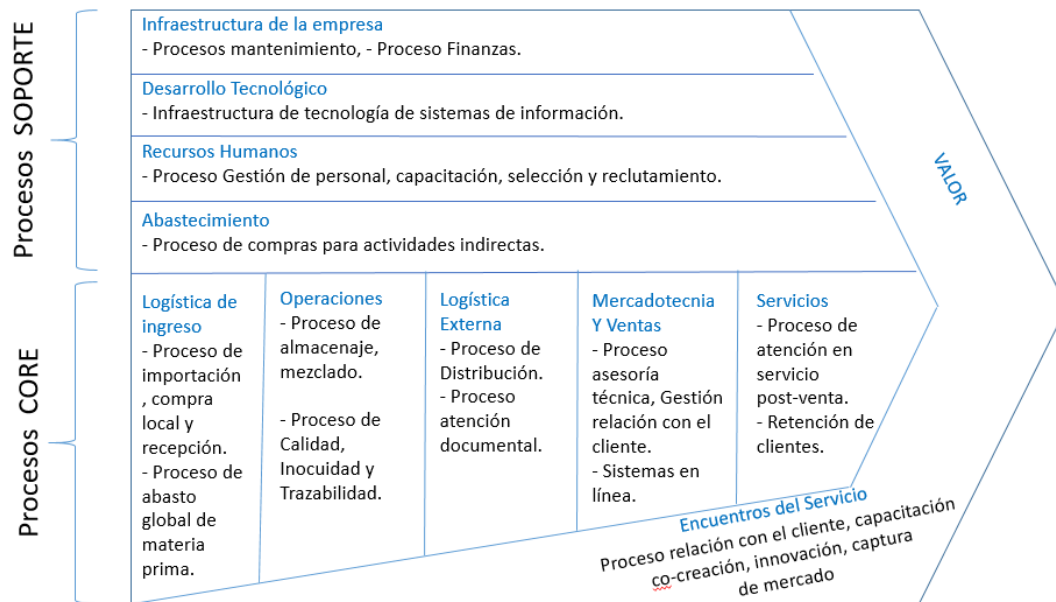 Procesos SOPORTE
Infraestructura de la empresa
- Procesos mantenimiento, - Proceso Finanzas.
Desarrollo Tecnológico
- Infraestructura de tecnología de sistemas de información.
Recursos Humanos
- Proceso Gestión de personal, capacitación, selección y reclutamiento.
Abastecimiento
- Proceso de compras para actividades indirectas.
VALOR
Procesos CORE
Logística de
ingreso
- Proceso de
importación
, compra
local y
recepción.
- Proceso de
abasto
global de
materia
prima.
Operaciones
- Proceso de
almacenaje,
mezclado.
- Proceso de
Calidad,
Inocuidad y
Trazabilidad.
Logística
Externa
- Proceso de
Distribución.
- Proceso
atención
documental.
Mercadotecnia
Y Ventas
- Proceso
asesoría
técnica, Gestión
relación con el
cliente.
- Sistemas en
línea.
Servicios
- Proceso de
atención en
servicio
post-venta.
- Retención de
clientes.
Encuentros del Servicio
Proceso relación con el cliente, capacitación
co-creación, innovación, captura
de mercado